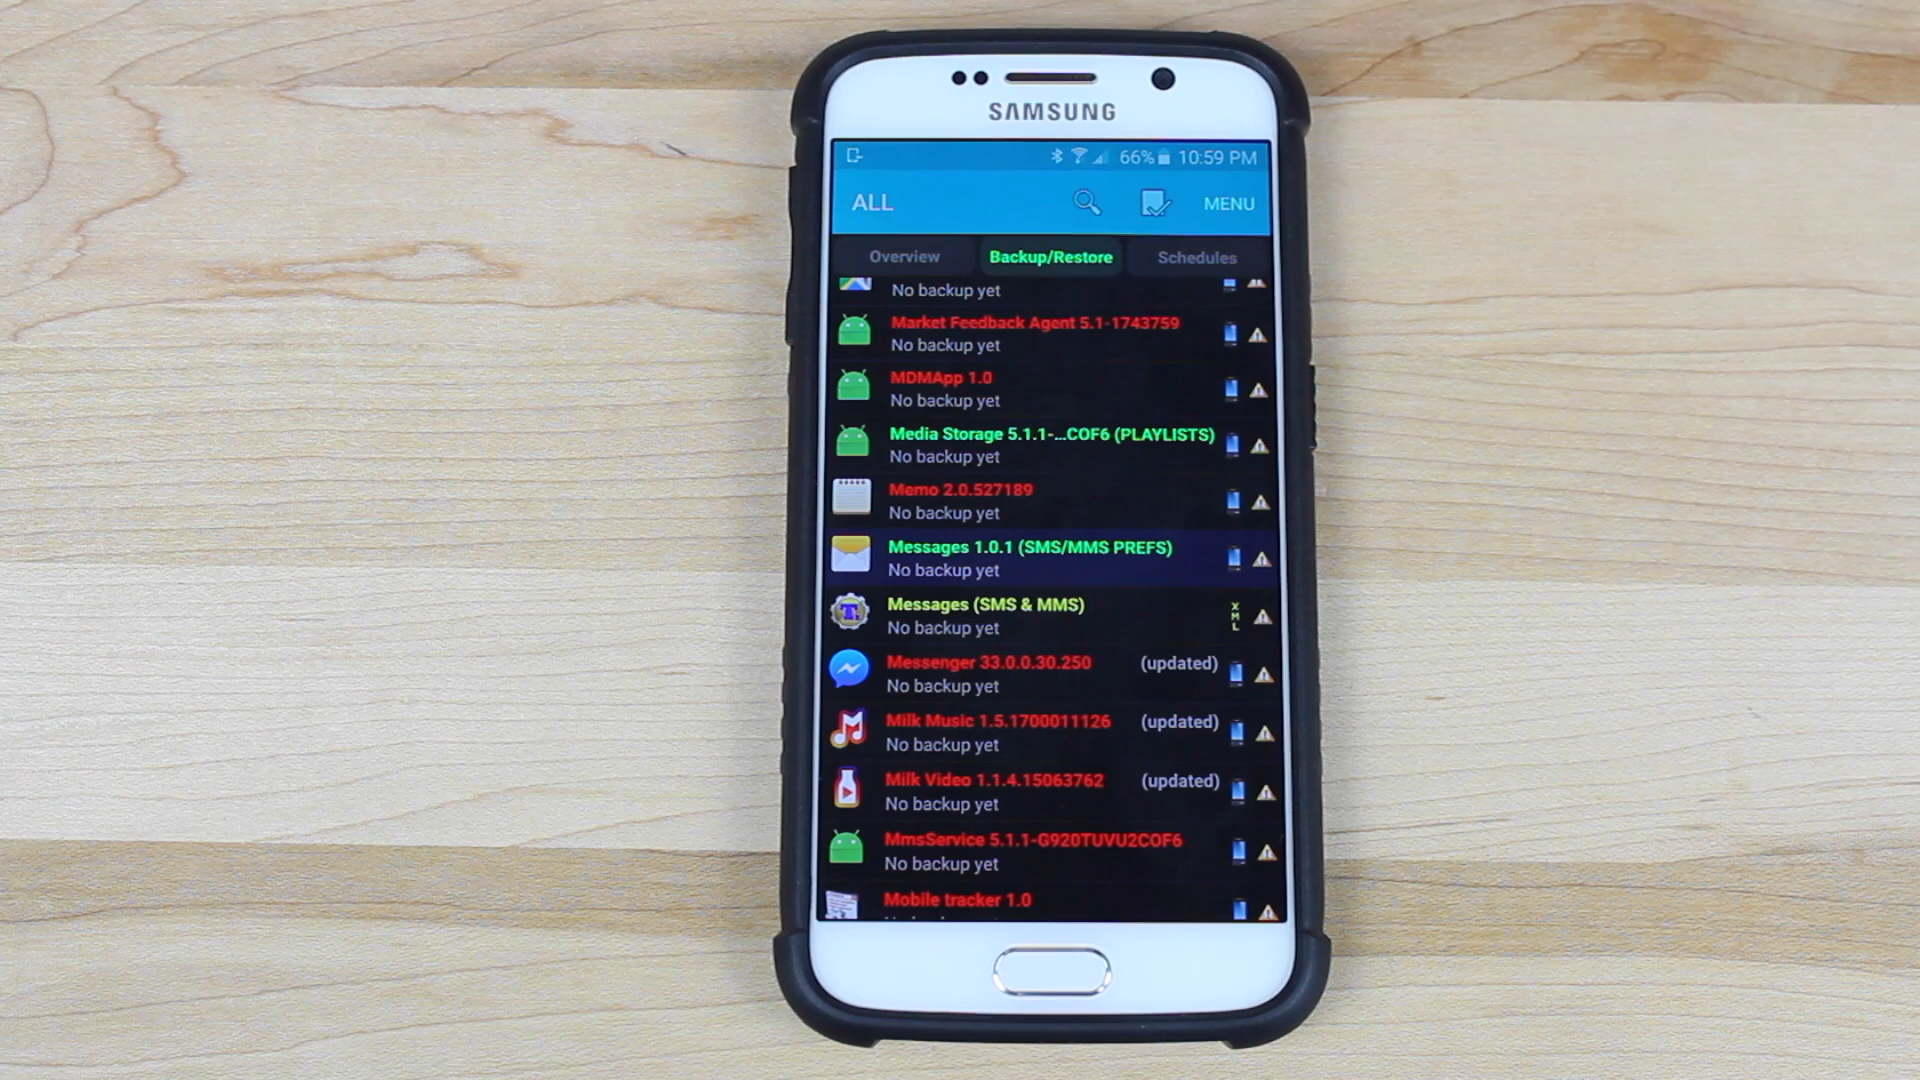 SAMSUNG
66% 10:59 PM
ALL MENU
Overview Backup/Restore Schedules
No backup yet
Market Feedback Agent 5.1-1743759
No backup yet
MDMApp 1.0
No backup yet
Media Storage 5.1.1-...COF6 (PLAYLISTS)
No backup yet
Memo 2.0.527189
No backup yet
Messages 1.0.1 (SMS/MMS PREFS)
No backup yet
Messages (SMS & MMS) XML
No backup yet
Messenger 33.0.0.30.250 (updated)
No backup yet
Milk Music 1.5.1700011126 (updated)
No backup yet
Milk Video 1.1.4.15063762 (updated)
No backup yet
MmsService 5.1.1-G920TUVU2COF6
No backup yet
Mobile tracker 1.0